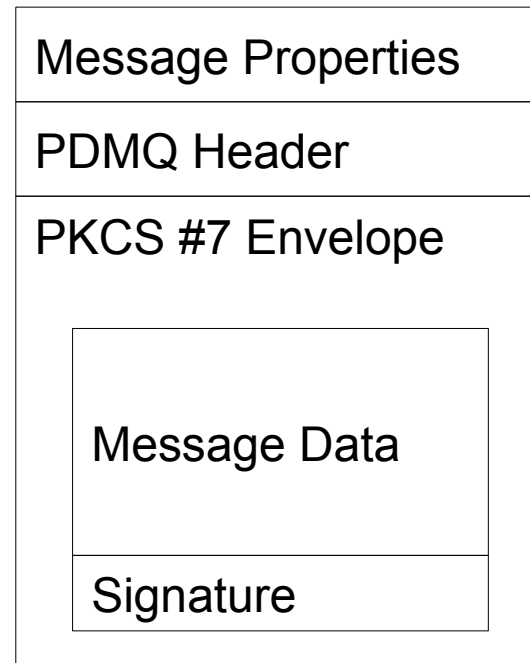 Message Properties
PDMQ Header
PKCS #7 Envelope
Message Data
Signature